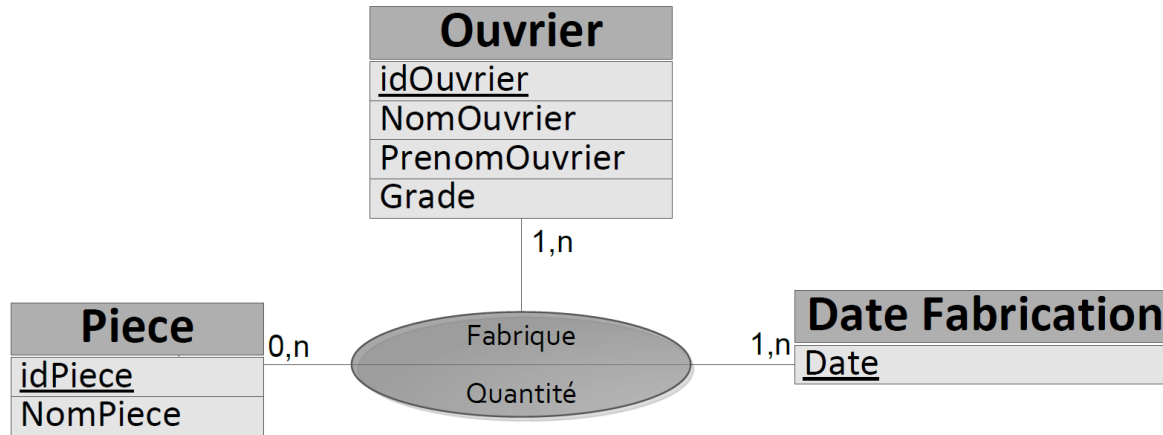 Ouvrier
idOuvrier
NomOuvrier
PrenomOuvrier
Grade
1,n
Piece
idPiece
NomPiece
0,n
Fabrique
Quantité
1,n
Date Fabrication
Date